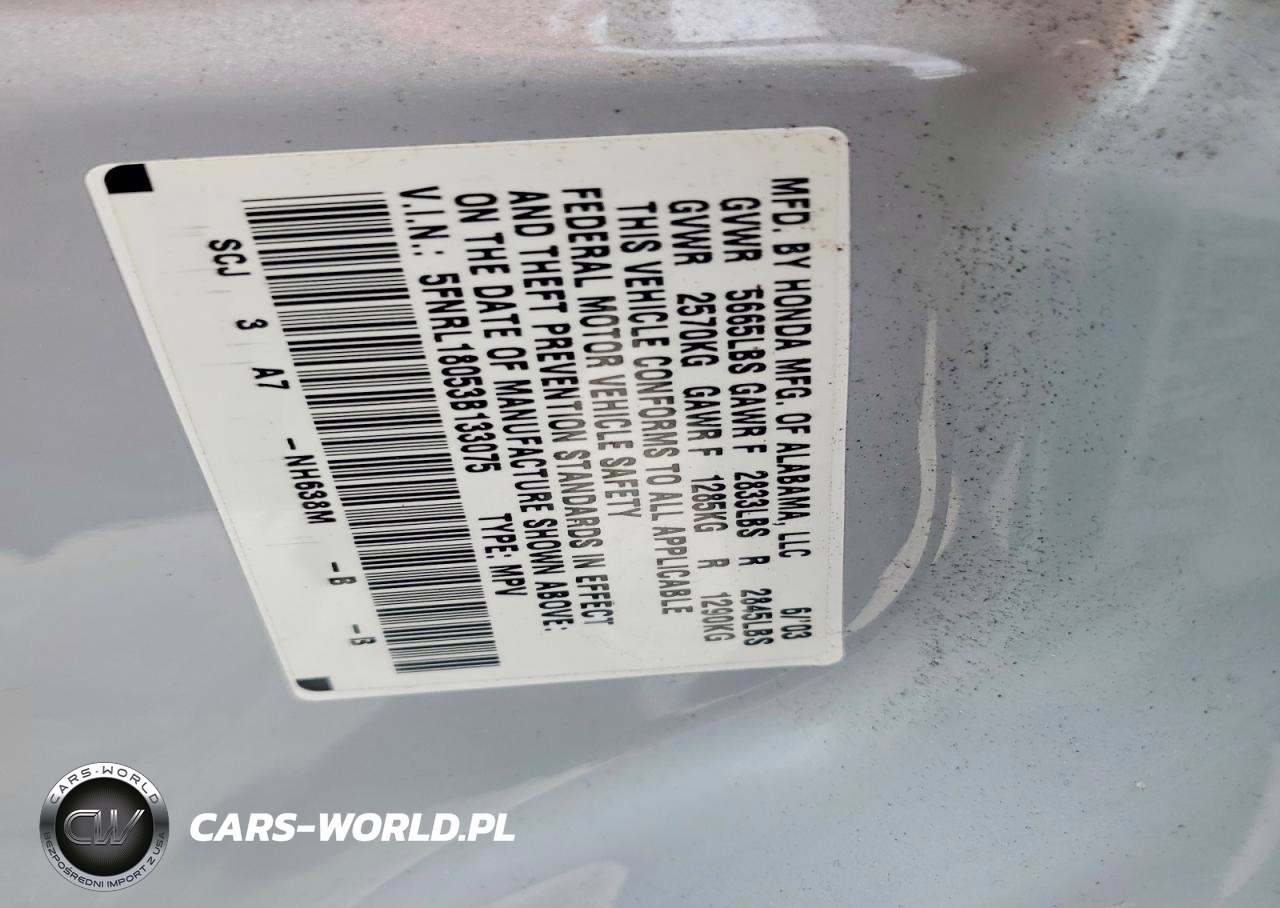 MFD. BY HONDA MFG. OF ALABAMA, LLC 6/'03
GVWR 5665LBS GAWR F 2833LBS R 2845LBS
GVWR 2570KG GAWR F 1285KG R 1290KG
THIS VEHICLE CONFORMS TO ALL APPLICABLE
FEDERAL MOTOR VEHICLE SAFETY
AND THEFT PREVENTION STANDARDS IN EFFECT
ON THE DATE OF MANUFACTURE SHOWN ABOVE:
V.I.N.: 5FNRL18053B133075 TYPE: MPV
SCJ 3 A7 -NH638M -B -B
CARS-WORLD
CW
BEZPOŚREDNI IMPORT Z USA
CARS-WORLD.PL